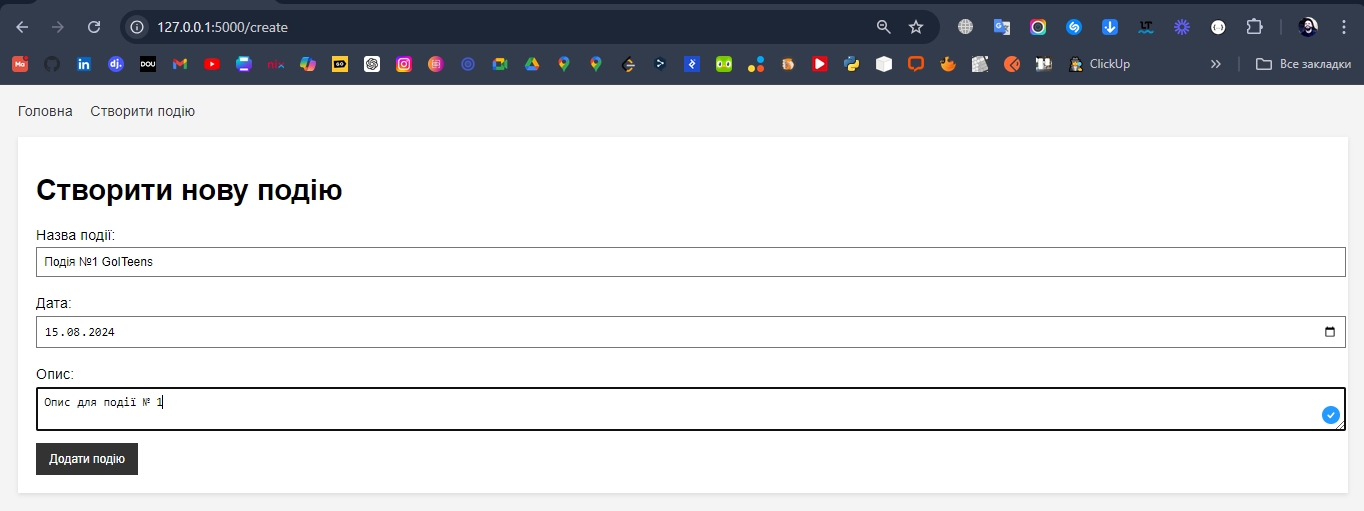 127.0.0.1:5000/create
ClickUp
Все закладки
Головна Створити подію
Створити нову подію
Назва події:
Подія №1 GoITeens
Дата:
15.08.2024
Опис:
Опис для події № 1
Додати подію